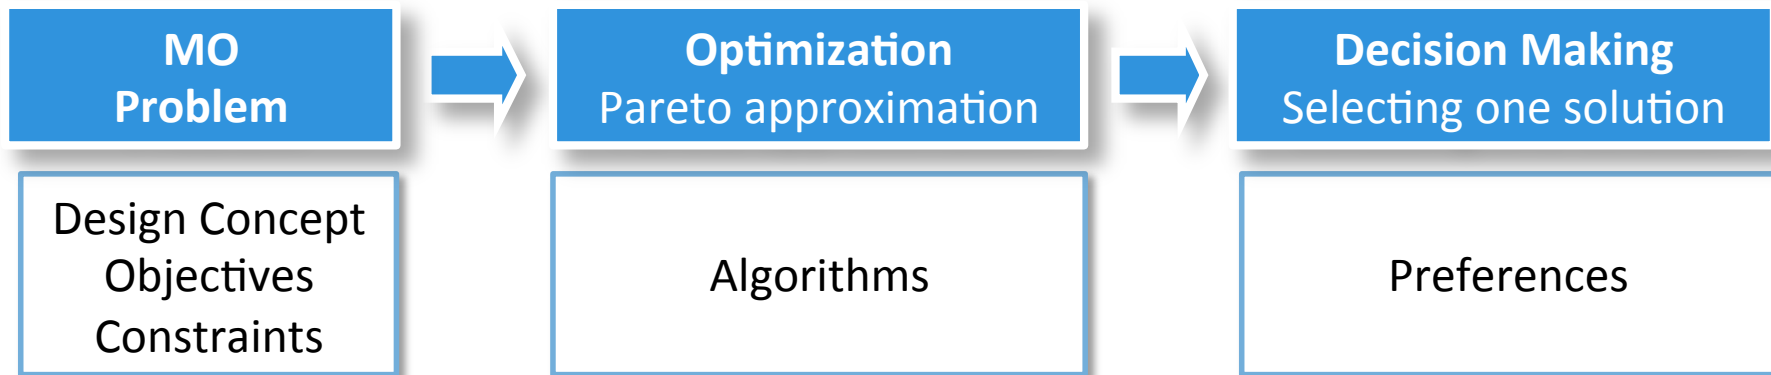 MO
Problem
Optimization
Pareto approximation
Decision Making
Selecting one solution
Design Concept
Objectives
Constraints
Algorithms
Preferences